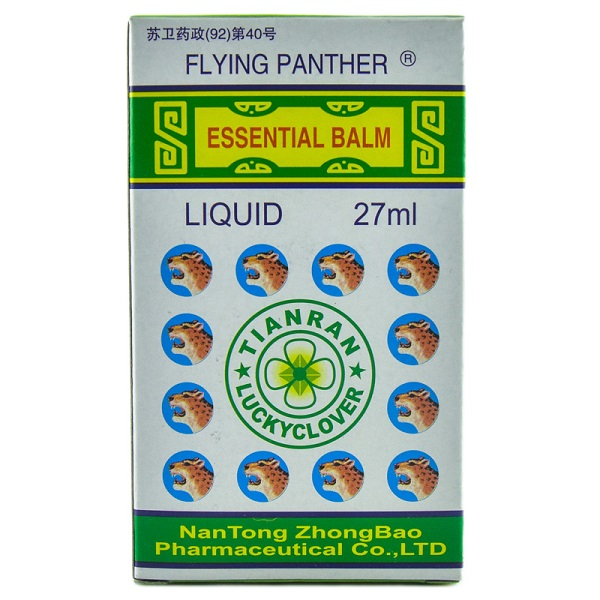 苏卫药政(92)第40号
FLYING PANTHER ®
ESSENTIAL BALM
LIQUID 27ml
TIANRAN
LUCKYCLOVER
NanTong ZhongBao
Pharmaceutical Co.,LTD